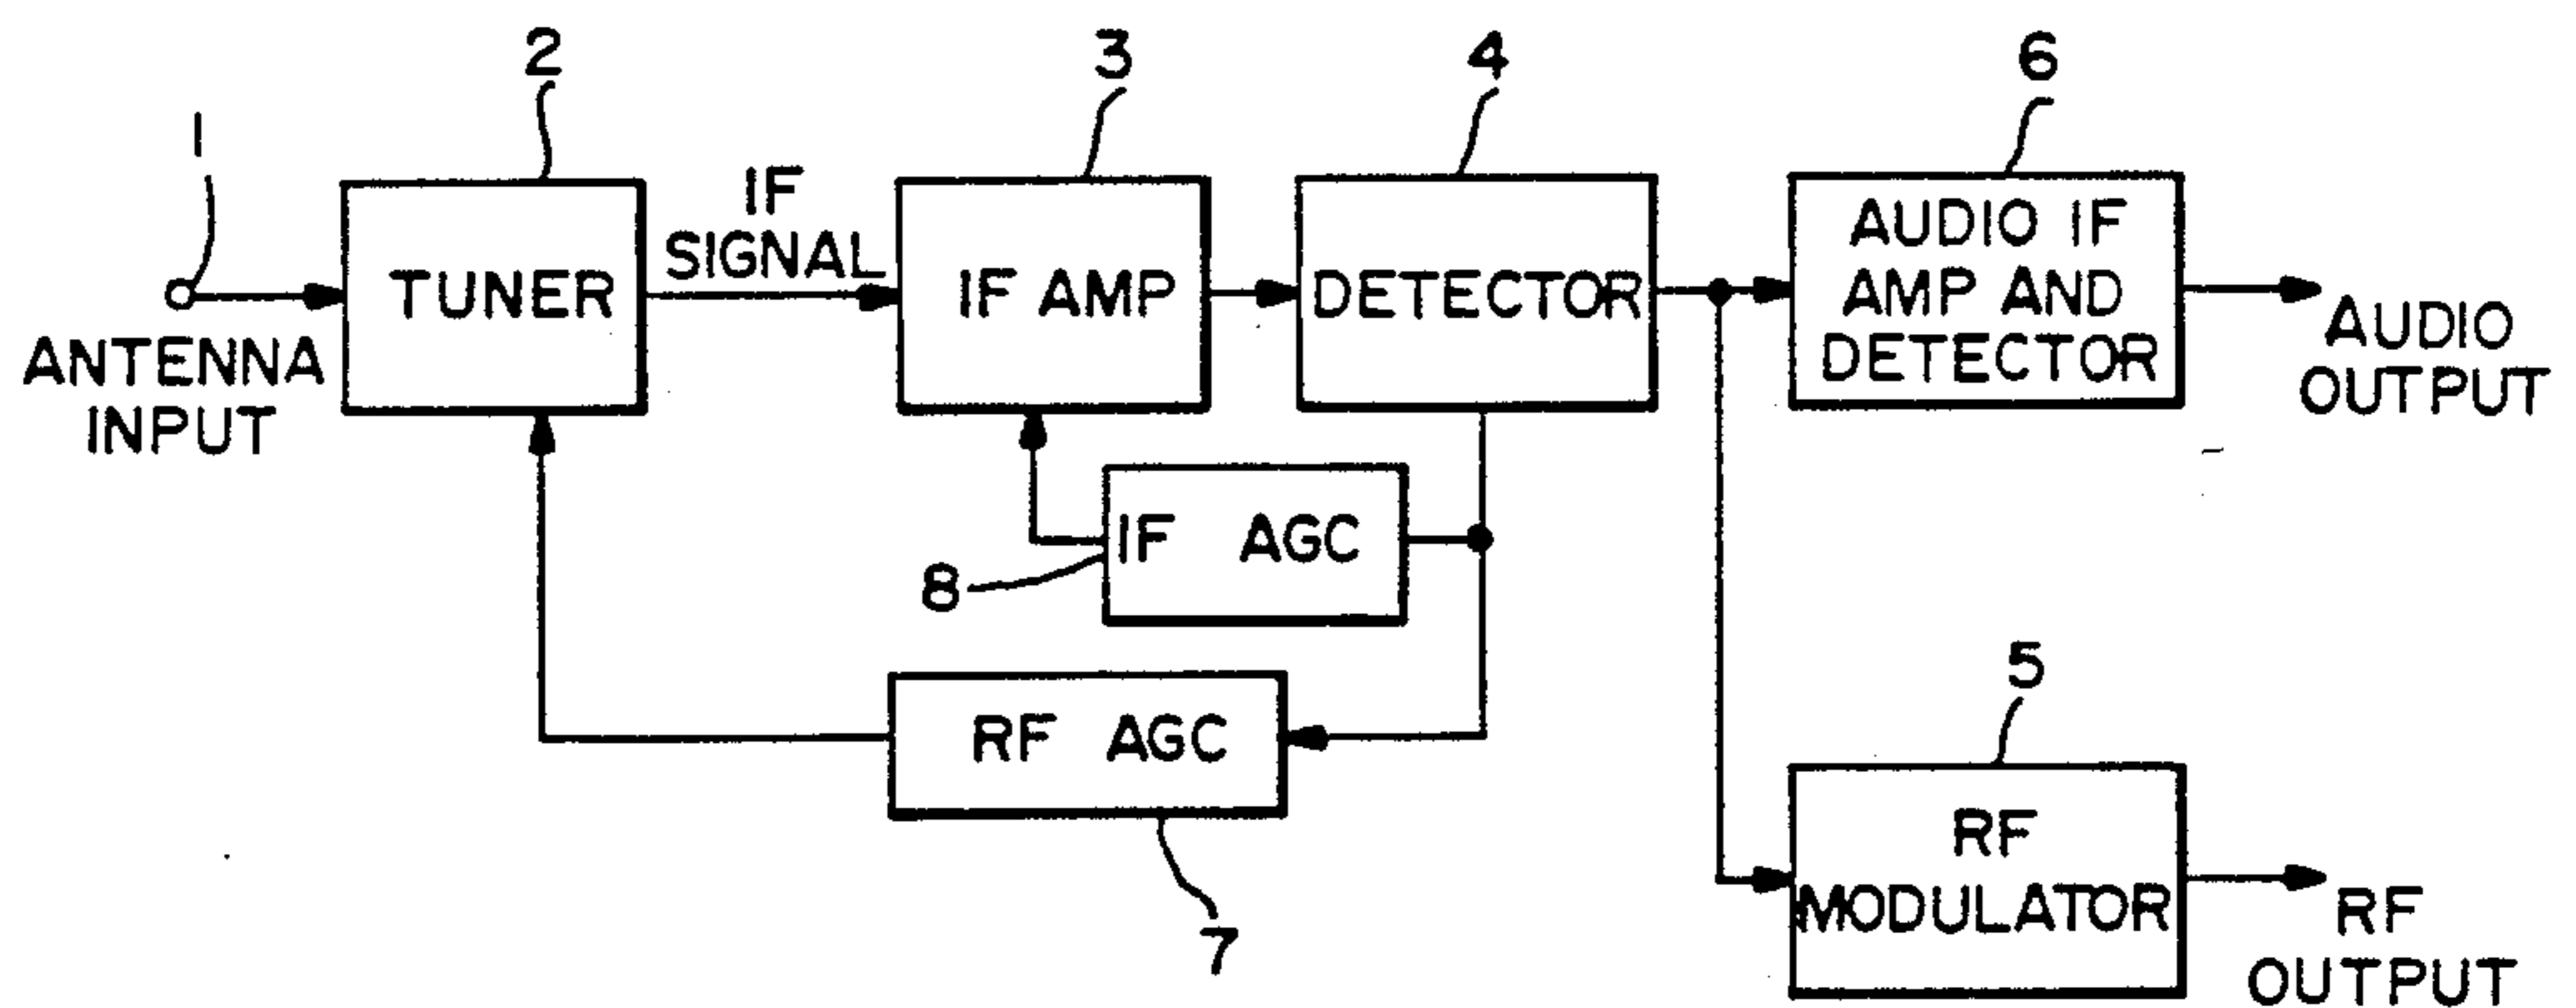 1
2
3
4
6
ANTENNA
INPUT
TUNER
IF
SIGNAL
IF AMP
DETECTOR
AUDIO IF
AMP AND
DETECTOR
AUDIO
OUTPUT
IF AGC
8
RF AGC
7
5
RF
MODULATOR
RF
OUTPUT